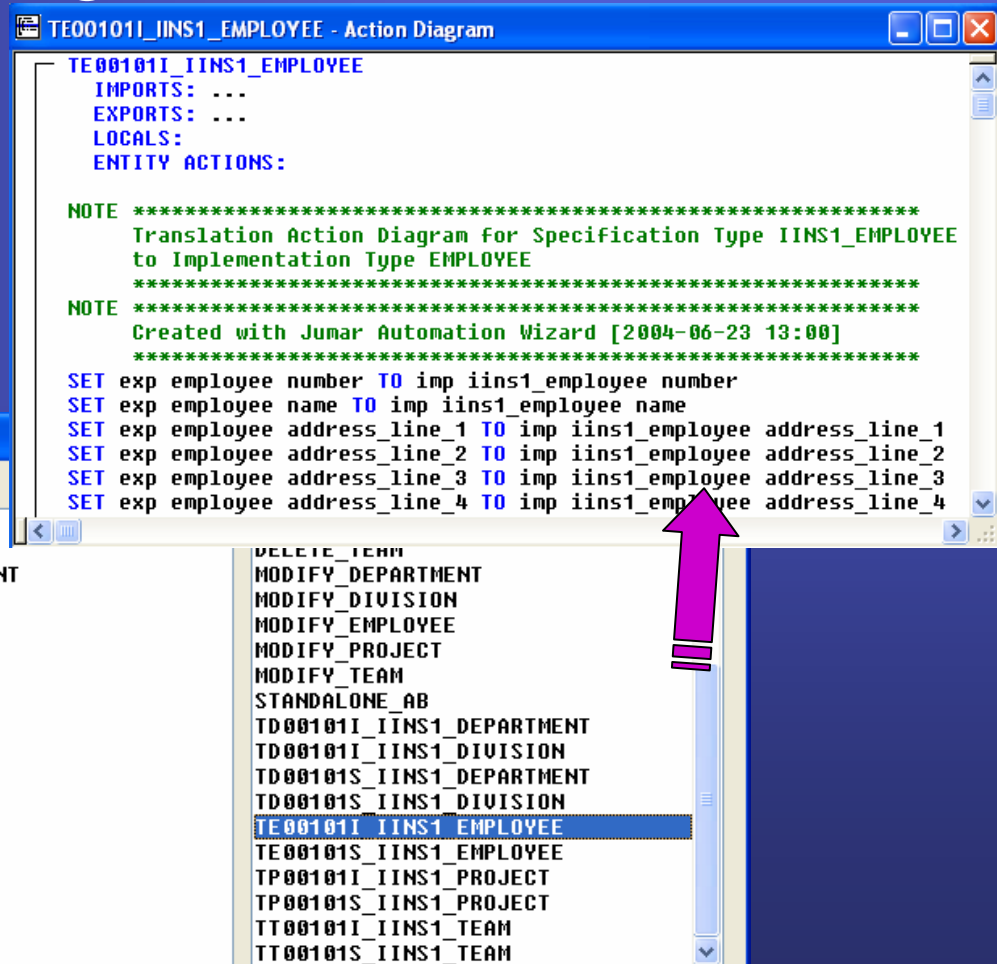 TE00101I_IINS1_EMPLOYEE - Action Diagram
TE00101I_IINS1_EMPLOYEE
IMPORTS: ...
EXPORTS: ...
LOCALS:
ENTITY ACTIONS:
NOTE *************************************************************
Translation Action Diagram for Specification Type IINS1_EMPLOYEE
to Implementation Type EMPLOYEE
*************************************************************
NOTE *************************************************************
Created with Jumar Automation Wizard [2004-06-23 13:00]
*************************************************************
SET exp employee number TO imp iins1_employee number
SET exp employee name TO imp iins1_employee name
SET exp employee address_line_1 TO imp iins1_employee address_line_1
SET exp employee address_line_2 TO imp iins1_employee address_line_2
SET exp employee address_line_3 TO imp iins1_employee address_line_3
SET exp employee address_line_4 TO imp iins1_employee address_line_4
NT
DELETE_TEAM
MODIFY_DEPARTMENT
MODIFY_DIVISION
MODIFY_EMPLOYEE
MODIFY_PROJECT
MODIFY_TEAM
STANDALONE_AB
TD00101I_IINS1_DEPARTMENT
TD00101I_IINS1_DIVISION
TD00101S_IINS1_DEPARTMENT
TD00101S_IINS1_DIVISION
TE00101I_IINS1_EMPLOYEE
TE00101S_IINS1_EMPLOYEE
TP00101I_IINS1_PROJECT
TP00101S_IINS1_PROJECT
TT00101I_IINS1_TEAM
TT00101S_IINS1_TEAM